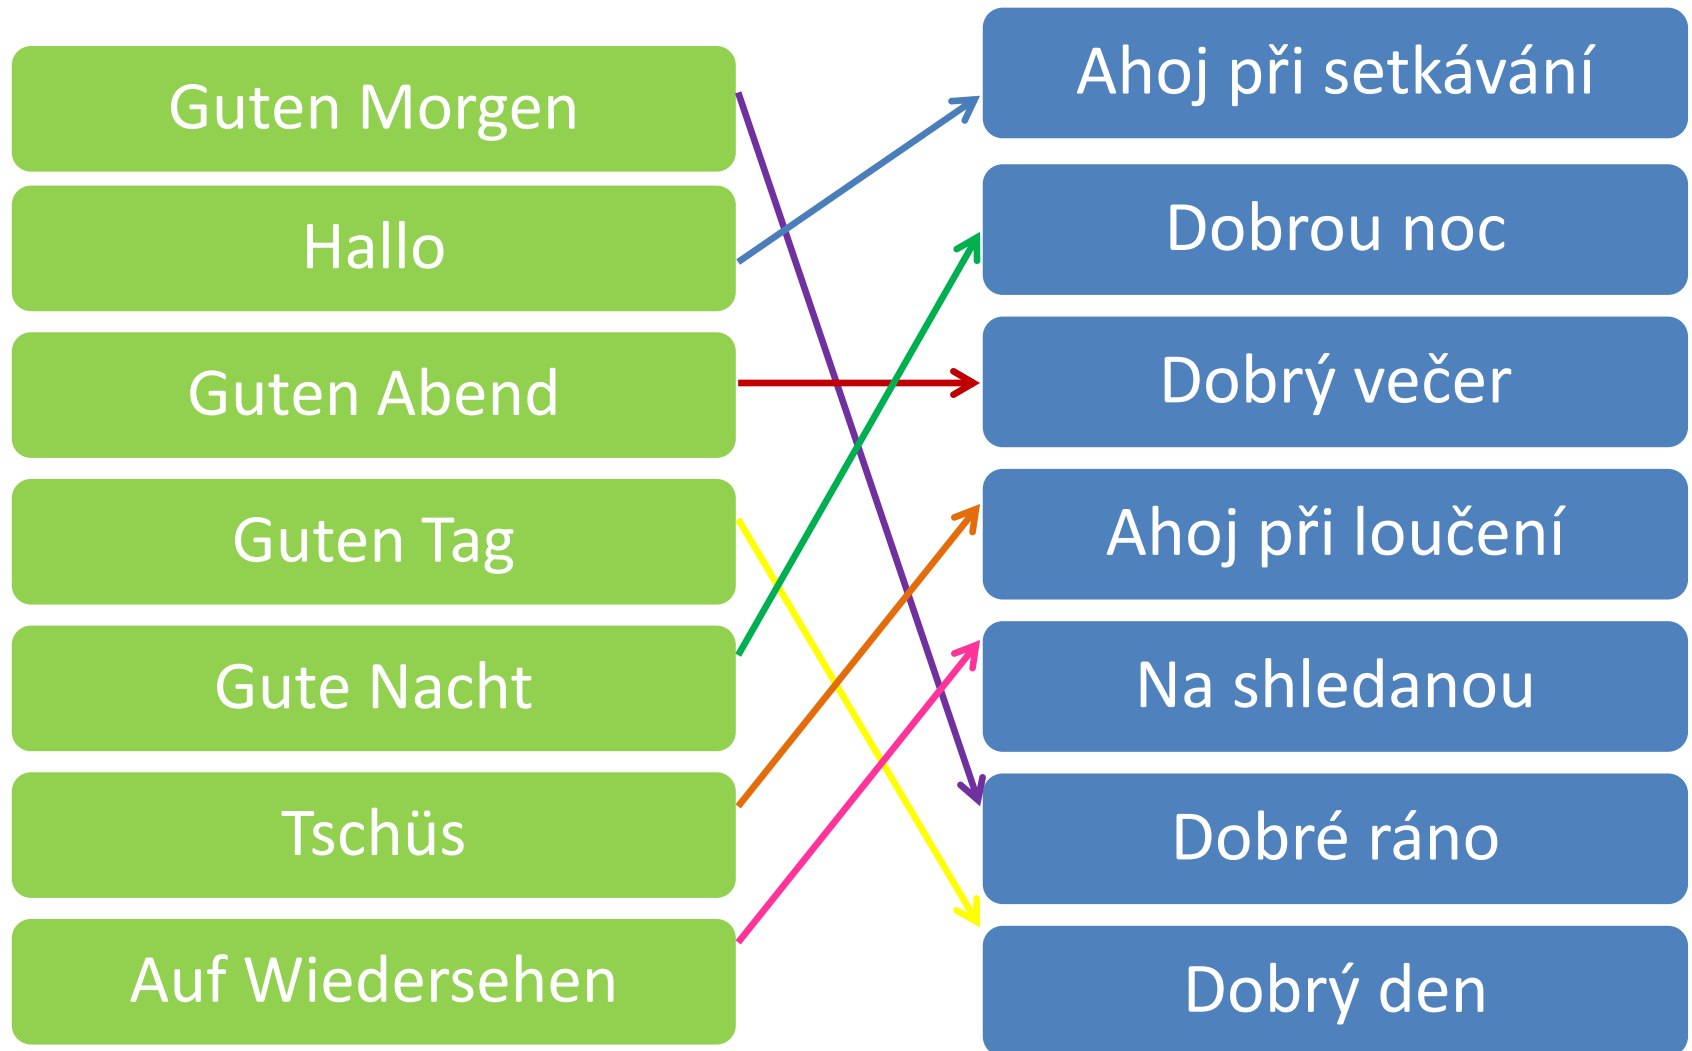 Guten Morgen
Hallo
Guten Abend
Guten Tag
Gute Nacht
Tschüs
Auf Wiedersehen
Ahoj při setkávání
Dobrou noc
Dobrý večer
Ahoj při loučení
Na shledanou
Dobré ráno
Dobrý den